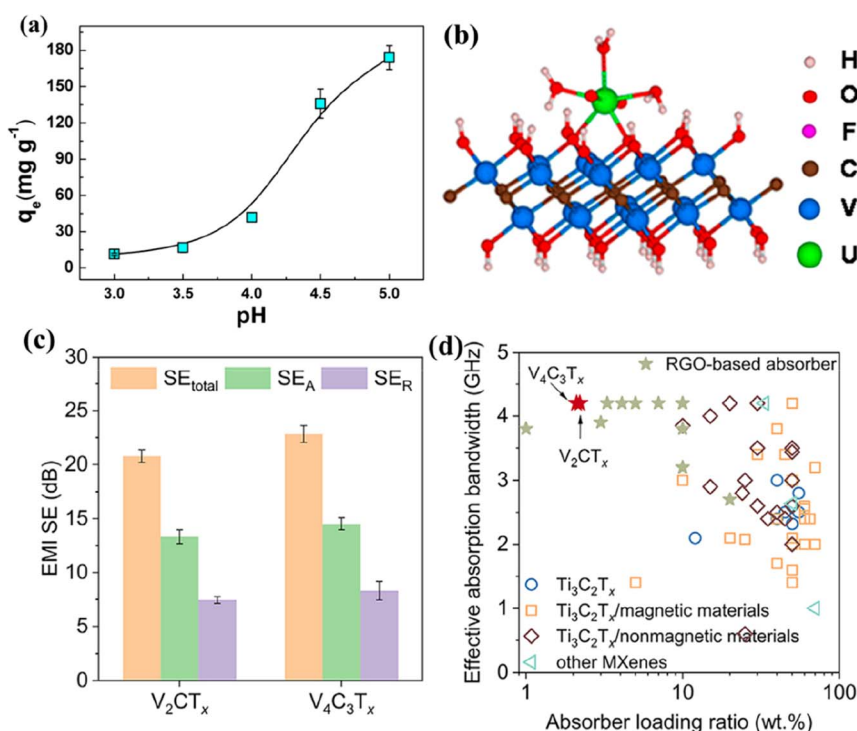 (a)
180
150
120
90
60
30
0
qₑ(mg g⁻¹)
3.0 3.5 4.0 4.5 5.0
pH
(b)
H
O
F
C
V
U
(c)
30
25
20
15
10
5
0
EMI SE (dB)
SE_total SE_A SE_R
V₂CTₓ V₄C₃Tₓ
(d)
5
4
3
2
1
0
Effective absorption bandwidth (GHz)
RGO-based absorber
V₄C₃Tₓ
V₂CTₓ
Ti₃C₂Tₓ
Ti₃C₂Tₓ/magnetic materials
Ti₃C₂Tₓ/nonmagnetic materials
other MXenes
1 10 100
Absorber loading ratio (wt.%)